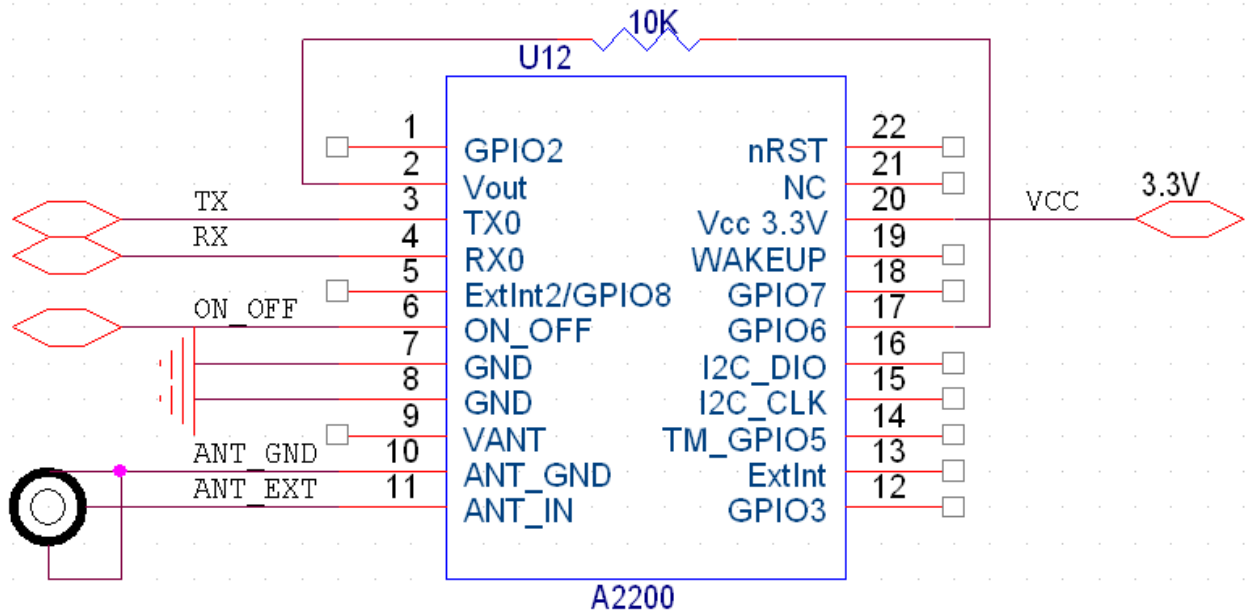 10K
U12
1 GPIO2 nRST 22
2 Vout NC 21
TX 3 TX0 Vcc 3.3V 20 VCC 3.3V
RX 4 RX0 WAKEUP 19
5 ExtInt2/GPIO8 GPIO7 18
ON_OFF 6 ON_OFF GPIO6 17
7 GND I2C_DIO 16
8 GND I2C_CLK 15
9 VANT TM_GPIO5 14
ANT_GND 10 ANT_GND ExtInt 13
ANT_EXT 11 ANT_IN GPIO3 12
A2200